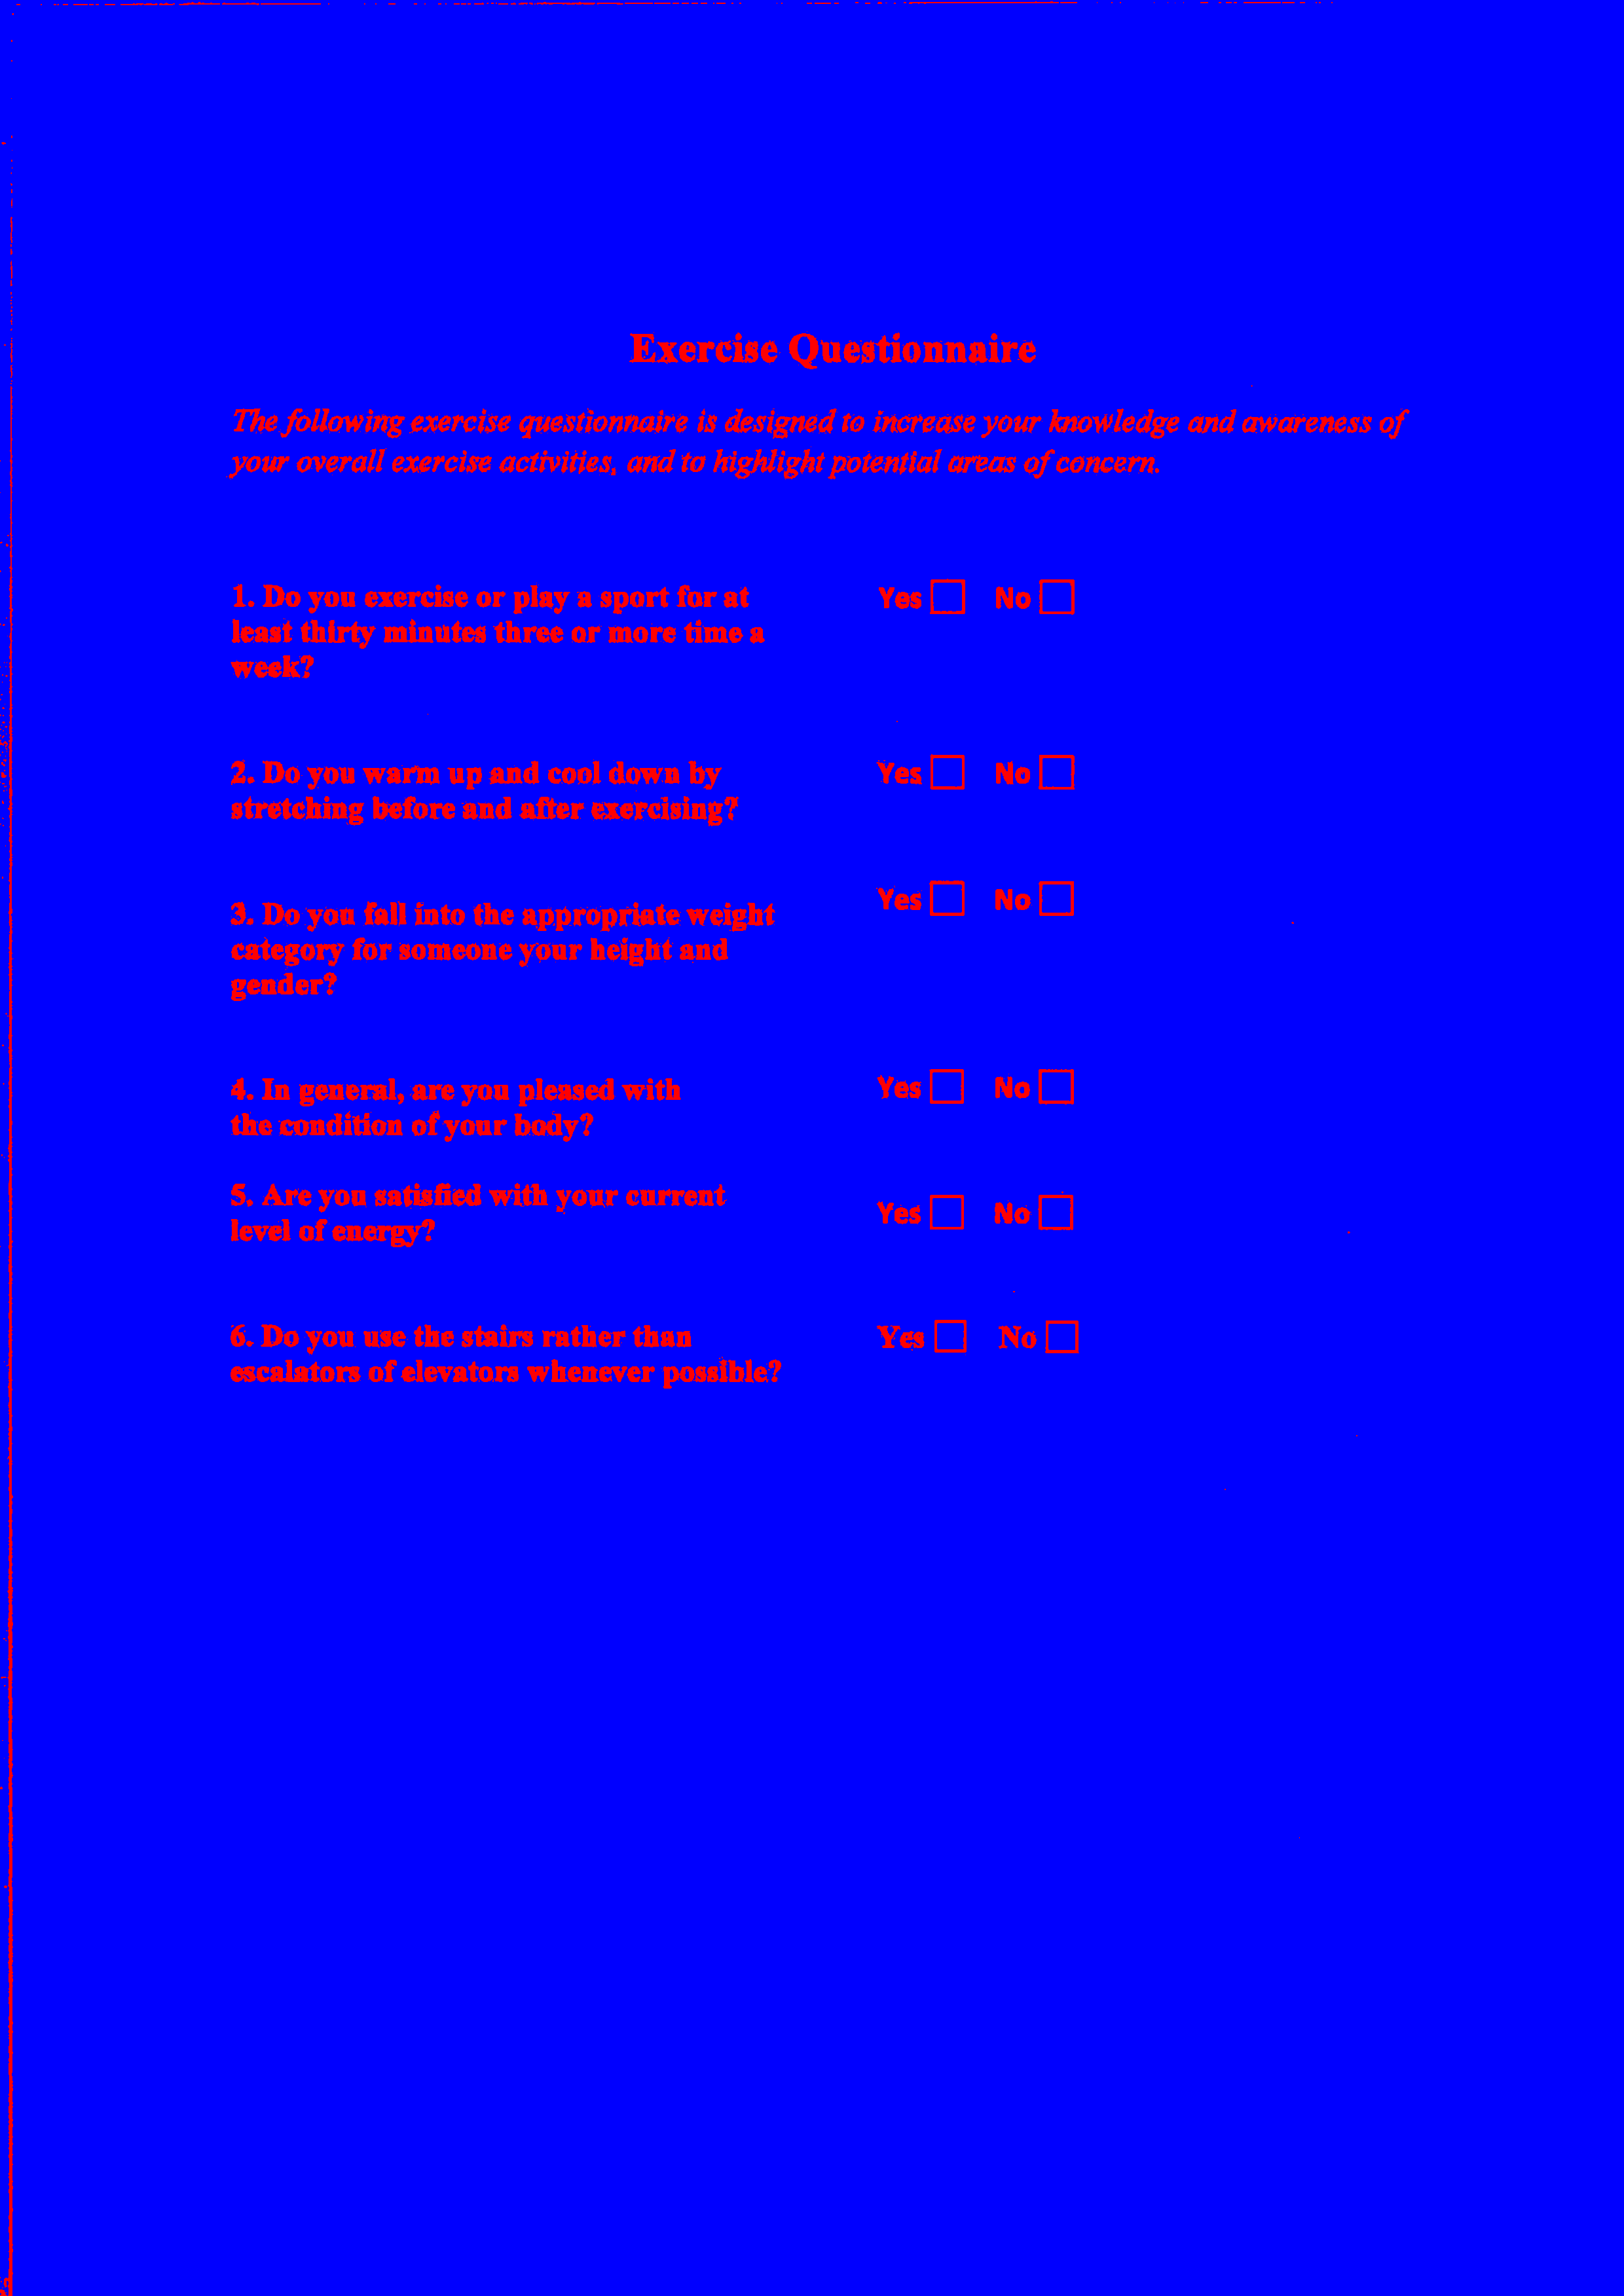 Exercise Questionnaire
The following exercise questionnaire is designed to increase your knowledge and awareness of
your overall exercise activities, and to highlight potential areas of concern.
1. Do you exercise or play a sport for at Yes No
least thirty minutes three or more time a
week?
2. Do you warm up and cool down by Yes No
stretching before and after exercising?
Yes No
3. Do you fall into the appropriate weight
category for someone your height and
gender?
4. In general, are you pleased with Yes No
the condition of your body?
5. Are you satisfied with your current Yes No
level of energy?
6. Do you use the stairs rather than Yes No
escalators of elevators whenever possible?